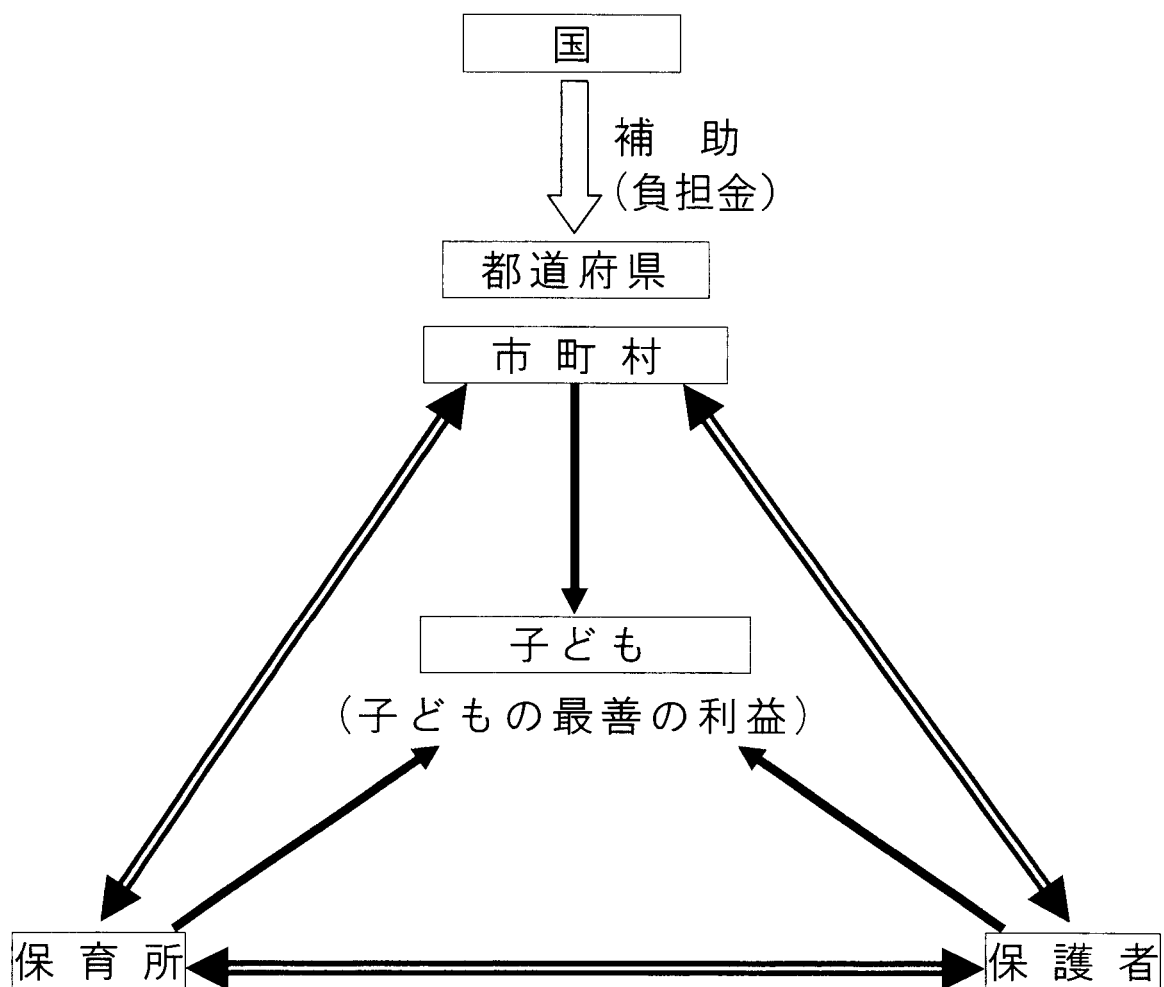 国
補助
(負担金)
都道府県
市町村
子ども
(子どもの最善の利益)
保育所
保護者